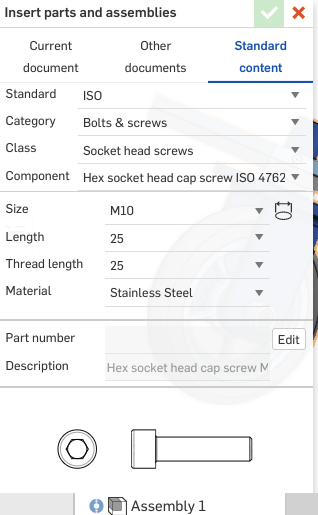 Insert parts and assemblies
Current document
Other documents
Standard content
Standard ISO
Category Bolts & screws
Class Socket head screws
Component Hex socket head cap screw ISO 4762
Size M10
Length 25
Thread length 25
Material Stainless Steel
Part number Edit
Description Hex socket head cap screw M
Assembly 1